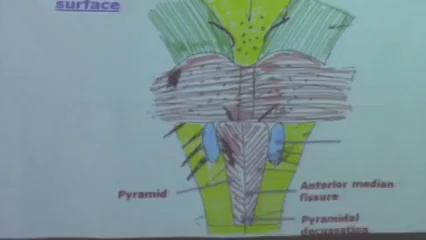 surface
Pyramid
Anterior median
fissure
Pyramidal
decussation